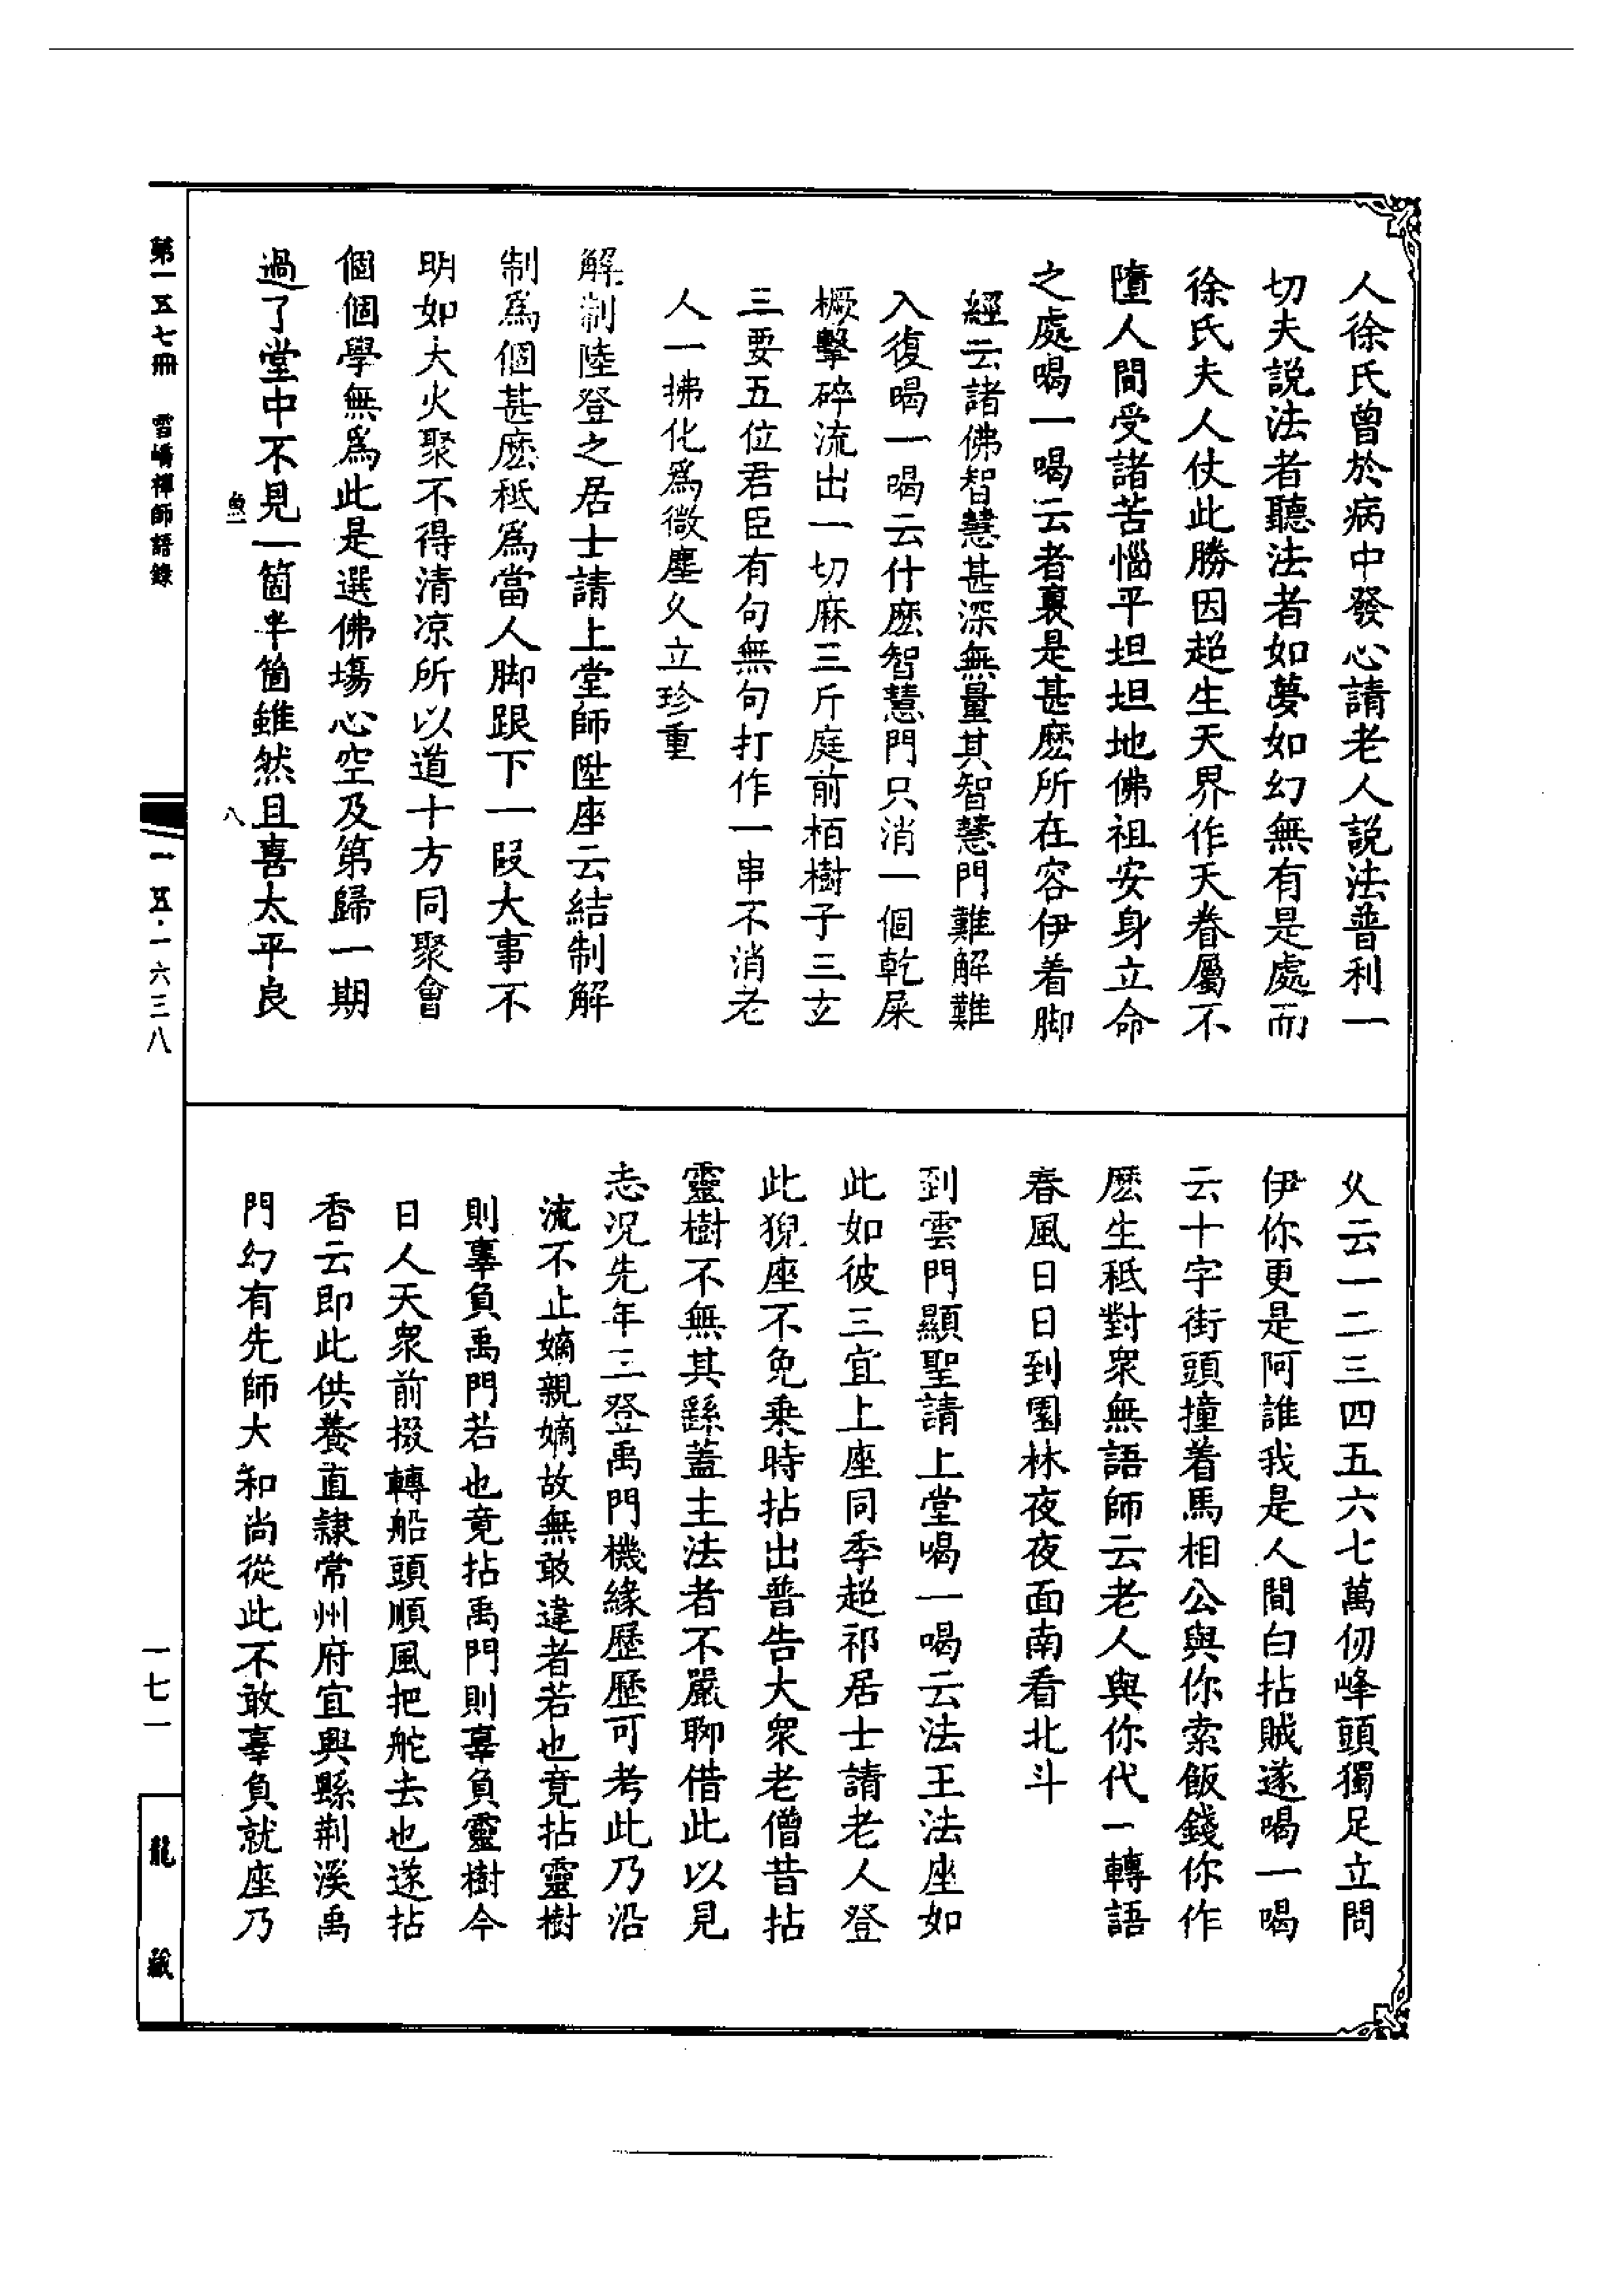 人徐氏曾於病中發心請老人説法普利一
切夫説法者聽法者如夢如幻無有是處而
徐氏夫人仗此勝因超生天界作天眷屬不
墮人間受諸苦惱平坦坦地佛祖安身立命
之處喝一喝云者裏是甚麽所在容伊着脚
經云諸佛智慧甚深無量其智慧門難解難
入復喝一喝云什麽智慧門只消一個乾屎
橛擊碎流出一切麻三斤庭前栢樹子三玄
三要五位君臣有句無句打作一串不消老
人一拂化爲微塵久立珍重
解制陸登之居士請上堂師陞座云結制解
制爲個甚麽秖爲當人脚跟下一段大事不
明如大火聚不得清凉所以道十方同聚會
個個學無爲此是選佛塲心空及第歸一期
過了堂中不見一箇半箇雖然且喜太平良
魚一
八
久云一二三四五六七萬仞峰頭獨足立問
伊你更是阿誰我是人間白拈賊遂喝一喝
云十字街頭撞着馬相公與你索飯錢你作
麽生秖對衆無語師云老人與你代一轉語
春風日日到園林夜夜面南看北斗
到雲門顯聖請上堂喝一喝云法王法座如
此如彼三宜上座同季超祁居士請老人登
此猊座不免乘時拈出普告大衆老僧昔拈
靈樹不無其繇蓋主法者不嚴聊借此以見
志況先年三登禹門機緣歷歷可考此乃沿
流不止嫡親嫡故無敢違者若也竟拈靈樹
則辜負禹門若也竟拈禹門則辜負靈樹今
日人天衆前掇轉船頭順風把舵去也遂拈
香云即此供養直隷常州府宜興縣荆溪禹
門幻有先師大和尚從此不敢辜負就座乃
第一五七冊　雪嶠禪師語錄
一一五·一六三八
一七一
龍藏